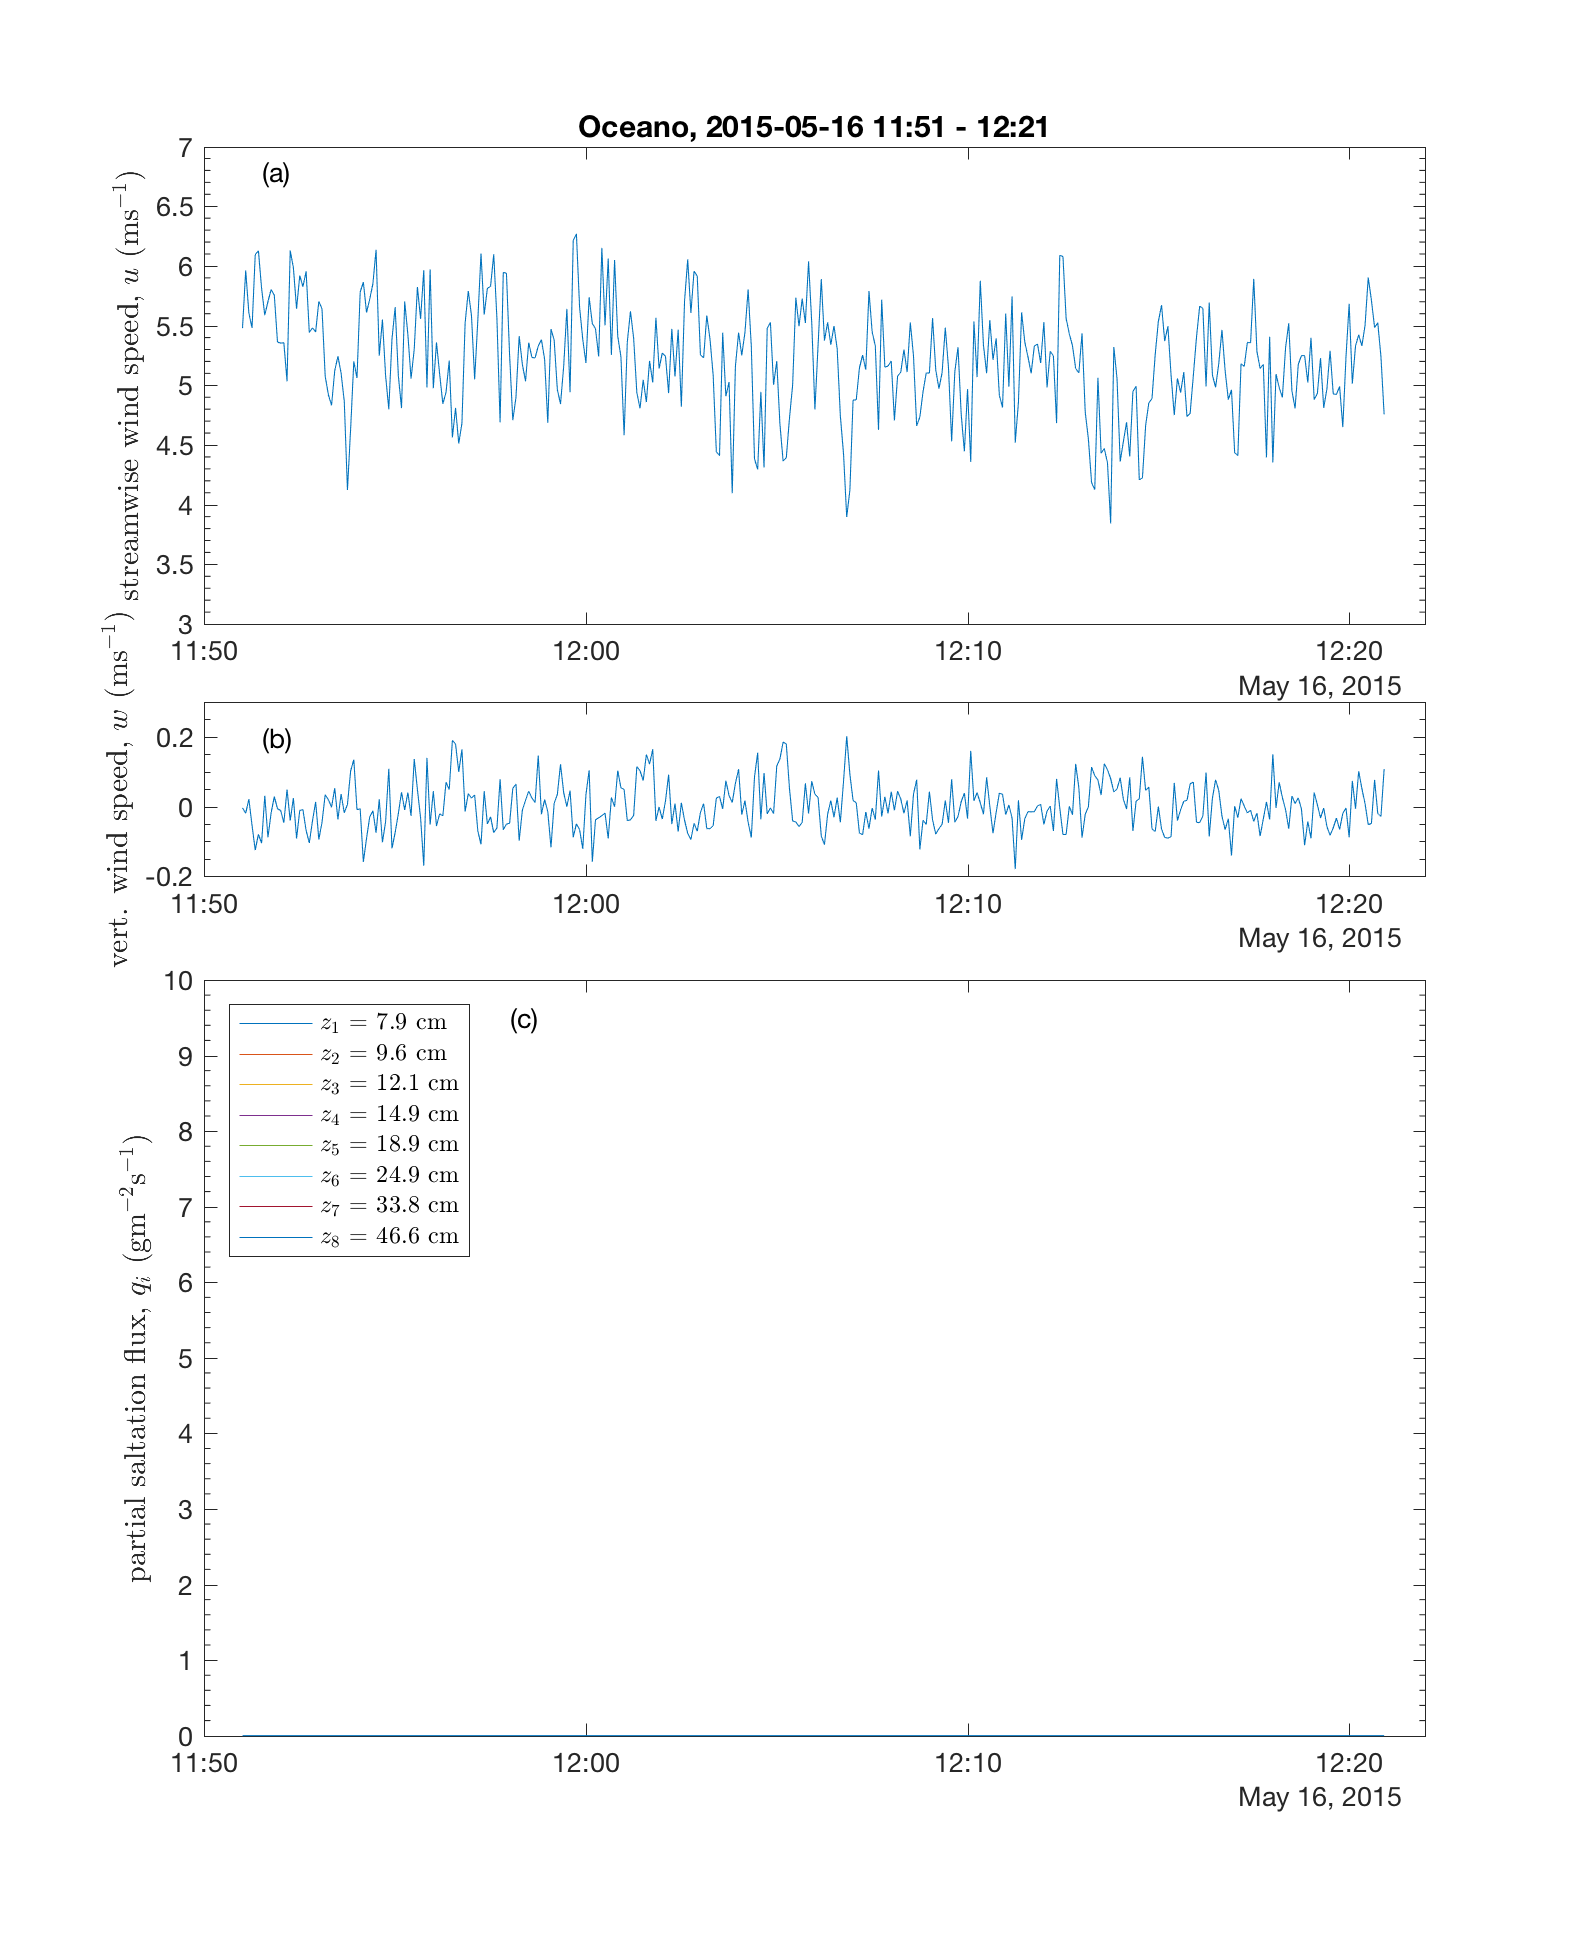 Oceano, 2015-05-16 11:51 - 12:21
(a)
streamwise wind speed, u (ms⁻¹)
7
6.5
6
5.5
5
4.5
4
3.5
3
11:50 12:00 12:10 12:20
May 16, 2015
(b)
vert. wind speed, w (ms⁻¹)
0.2
0
-0.2
11:50 12:00 12:10 12:20
May 16, 2015
(c)
partial saltation flux, qᵢ (gm⁻²s⁻¹)
10
9
8
7
6
5
4
3
2
1
0
z₁ = 7.9 cm
z₂ = 9.6 cm
z₃ = 12.1 cm
z₄ = 14.9 cm
z₅ = 18.9 cm
z₆ = 24.9 cm
z₇ = 33.8 cm
z₈ = 46.6 cm
11:50 12:00 12:10 12:20
May 16, 2015